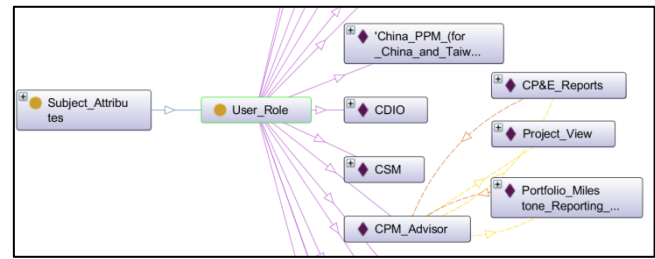 'China_PPM_(for
_China_and_Taiw...
CP&E_Reports
Subject_Attribu
tes
User_Role
CDIO
Project_View
CSM
Portfolio_Miles
tone_Reporting_...
CPM_Advisor